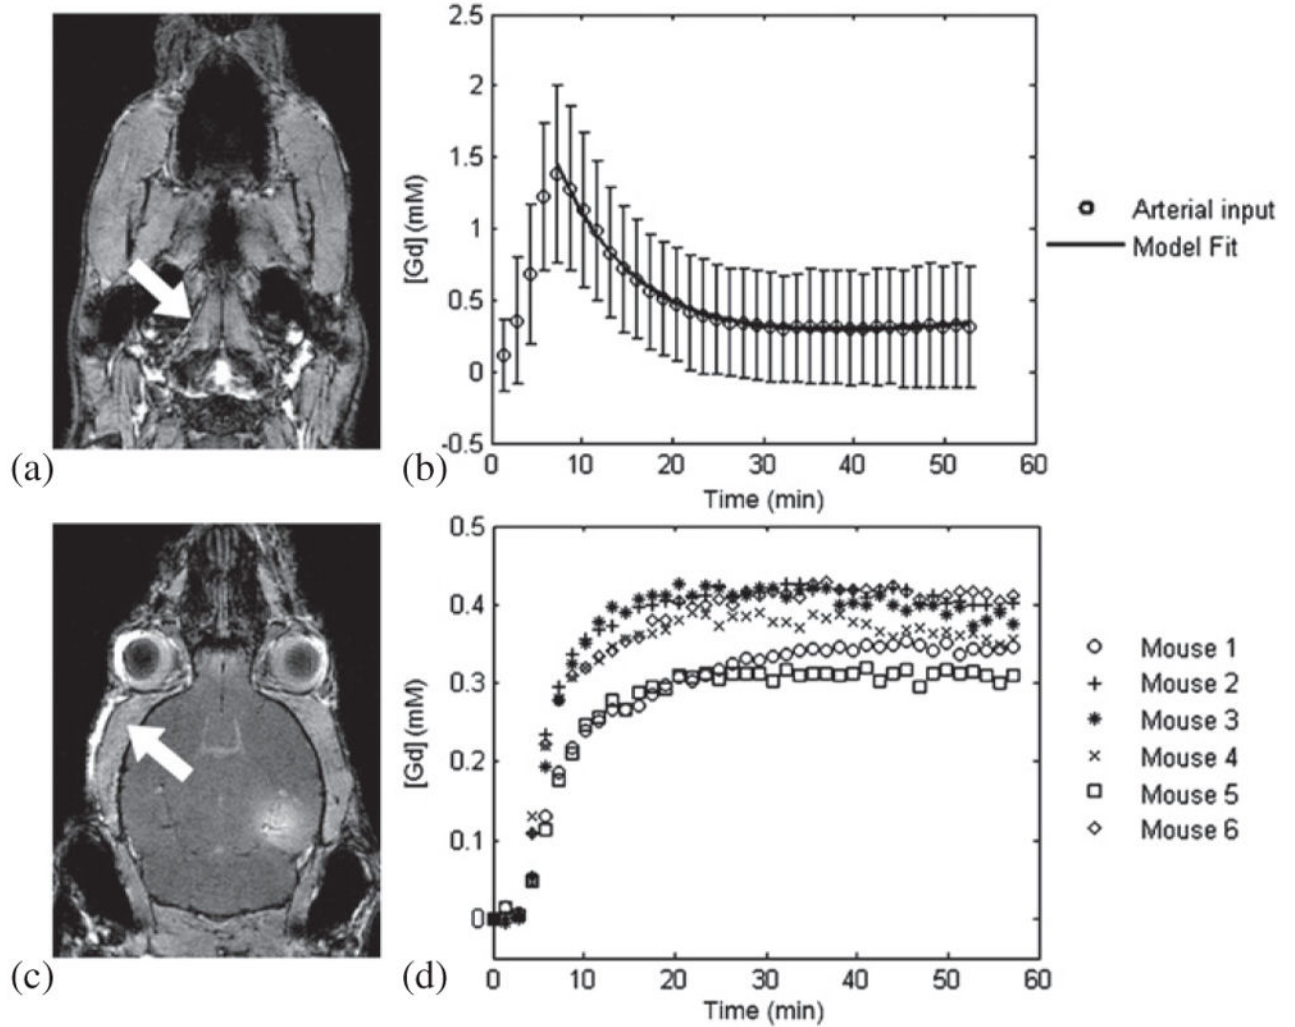 (a)
(b)
[Gd] (mM)
2.5
2
1.5
1
0.5
0
-0.5
0 10 20 30 40 50 60
Time (min)
Arterial input
Model Fit
(c)
(d)
[Gd] (mM)
0.5
0.4
0.3
0.2
0.1
0
0 10 20 30 40 50 60
Time (min)
Mouse 1
Mouse 2
Mouse 3
Mouse 4
Mouse 5
Mouse 6